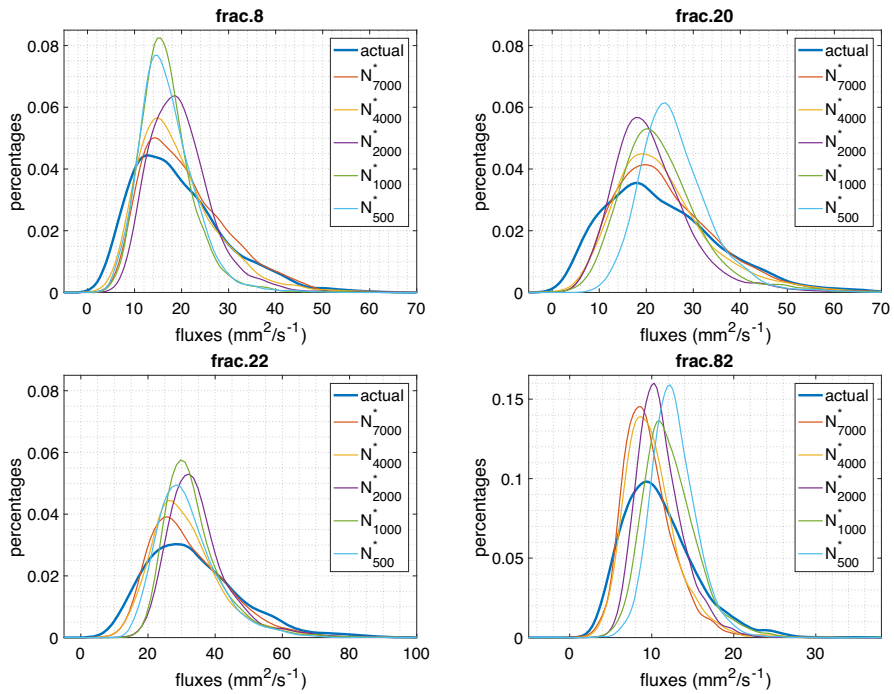 frac.8
0.08
0.06
0.04
0.02
0
percentages
0 10 20 30 40 50 60 70
fluxes (mm²/s⁻¹)
actual
N*7000
N*4000
N*2000
N*1000
N*500
frac.20
0.08
0.06
0.04
0.02
0
percentages
0 10 20 30 40 50 60 70
fluxes (mm²/s⁻¹)
actual
N*7000
N*4000
N*2000
N*1000
N*500
frac.22
0.08
0.06
0.04
0.02
0
percentages
0 20 40 60 80 100
fluxes (mm²/s⁻¹)
actual
N*7000
N*4000
N*2000
N*1000
N*500
frac.82
0.15
0.1
0.05
0
percentages
0 10 20 30
fluxes (mm²/s⁻¹)
actual
N*7000
N*4000
N*2000
N*1000
N*500